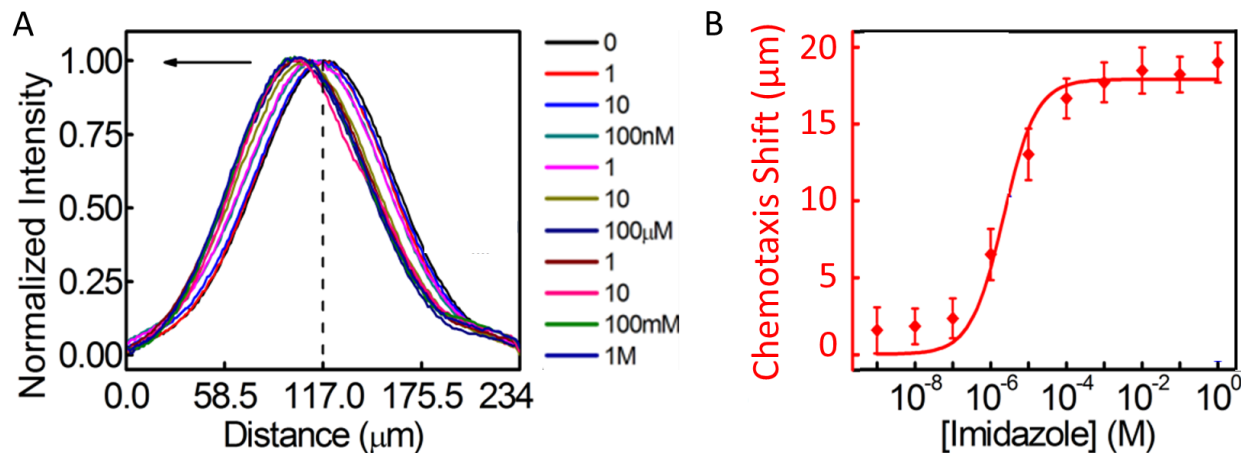 A
Normalized Intensity
1.00
0.75
0.50
0.25
0.00
0.0 58.5 117.0 175.5 234
Distance (μm)
0
1
10
100nM
1
10
100μM
1
10
100mM
1M
B
Chemotaxis Shift (μm)
20
15
10
5
0
10⁻⁸ 10⁻⁶ 10⁻⁴ 10⁻² 10⁰
[Imidazole] (M)